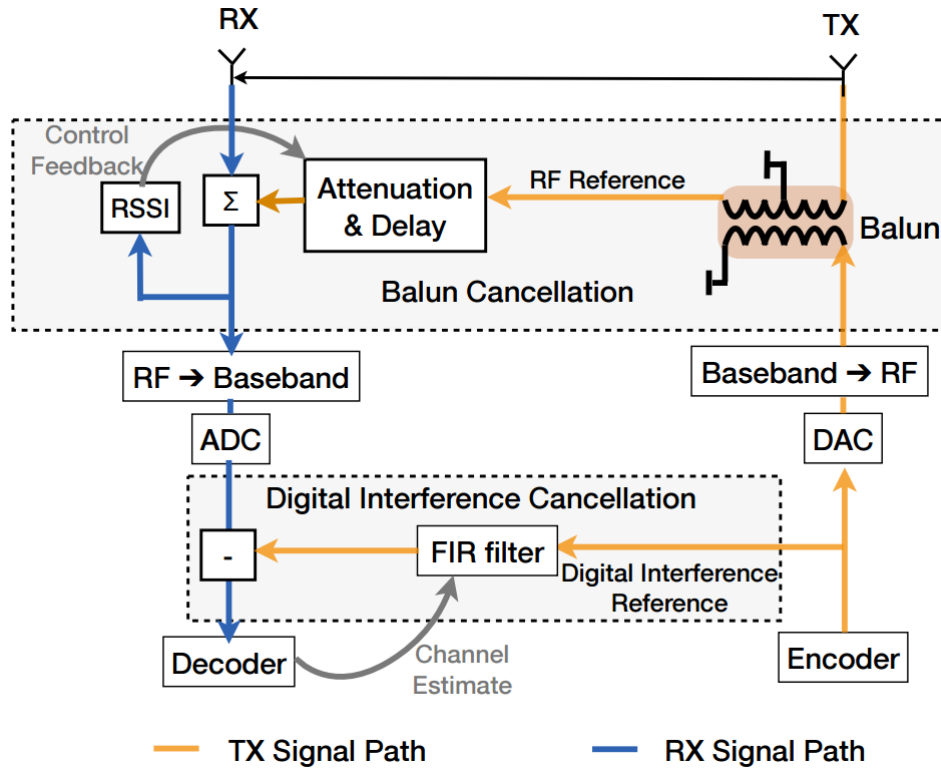 RX
TX
Control
Feedback
RSSI
Σ
Attenuation
& Delay
RF Reference
Balun
Balun Cancellation
RF ➔ Baseband
Baseband ➔ RF
ADC
DAC
Digital Interference Cancellation
-
FIR filter
Digital Interference
Reference
Decoder
Channel
Estimate
Encoder
TX Signal Path
RX Signal Path